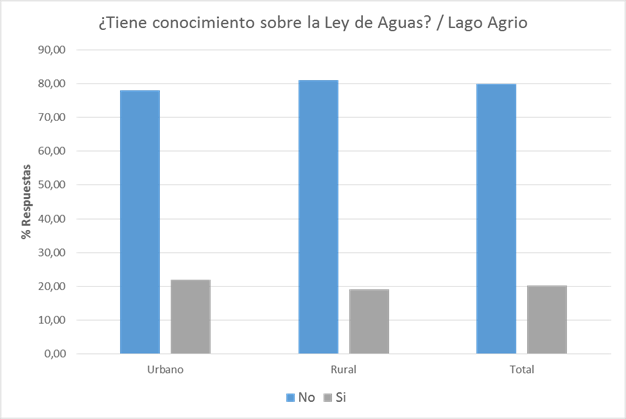 ¿Tiene conocimiento sobre la Ley de Aguas? / Lago Agrio
90,00
80,00
70,00
60,00
50,00
40,00
30,00
20,00
10,00
0,00
% Respuestas
Urbano
Rural
Total
No
Si